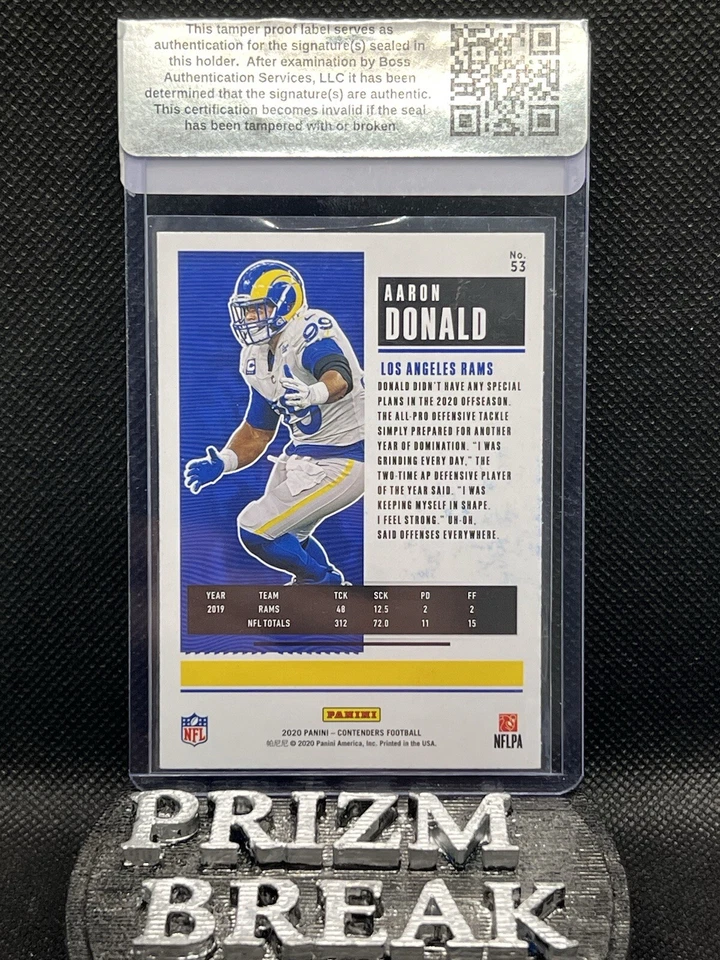 This tamper proof label serves as
authentication for the signature(s) sealed in
this holder. After examination by Boss
Authentication Services, LLC it has been
determined that the signature(s) are authentic.
This certification becomes invalid if the seal
has been tampered with or broken
No.
53
AARON
DONALD
LOS ANGELES RAMS
DONALD DIDN'T HAVE ANY SPECIAL
PLANS IN THE 2020 OFFSEASON.
THE ALL-PRO DEFENSIVE TACKLE
SIMPLY PREPARED FOR ANOTHER
YEAR OF DOMINATION. "I WAS
GRINDING EVERY DAY," THE
TWO-TIME AP DEFENSIVE PLAYER
OF THE YEAR SAID. "I WAS
KEEPING MYSELF IN SHAPE.
I FEEL STRONG." UH-OH,
SAID OFFENSES EVERYWHERE.
99
99
C
YEAR TEAM TCK SCK PD FF
2019 RAMS 48 12.5 2 2
NFL TOTALS 312 72.0 11 15
PANINI
NFL
2020 PANINI – CONTENDERS FOOTBALL
帕尼尼 © 2020 Panini America, Inc. Printed in the USA.
NFLPA
PRIZM
BREAK